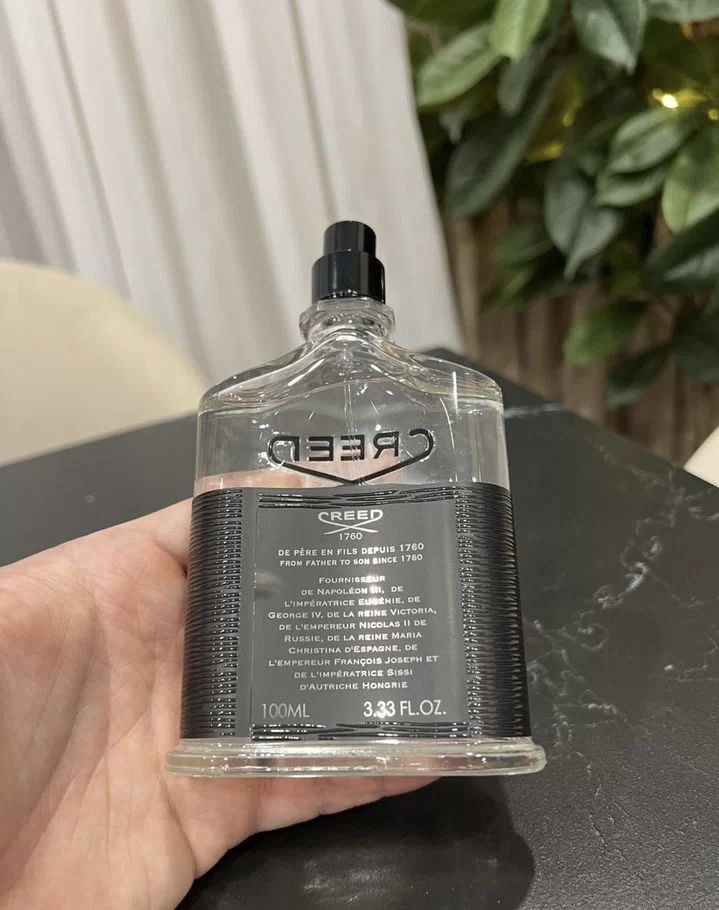 CREED
CREED
1760
DE PÈRE EN FILS DEPUIS 1760
FROM FATHER TO SON SINCE 1760
FOURNISSEUR
DE NAPOLÉON III, DE
L'IMPÉRATRICE EUGÉNIE, DE
GEORGE IV, DE LA REINE VICTORIA,
DE L'EMPEREUR NICOLAS II DE
RUSSIE, DE LA REINE MARIA
CHRISTINA D'ESPAGNE, DE
L'EMPEREUR FRANÇOIS JOSEPH ET
DE L'IMPÉRATRICE SISSI
D'AUTRICHE HONGRIE
100ML 3.33 FL.OZ.